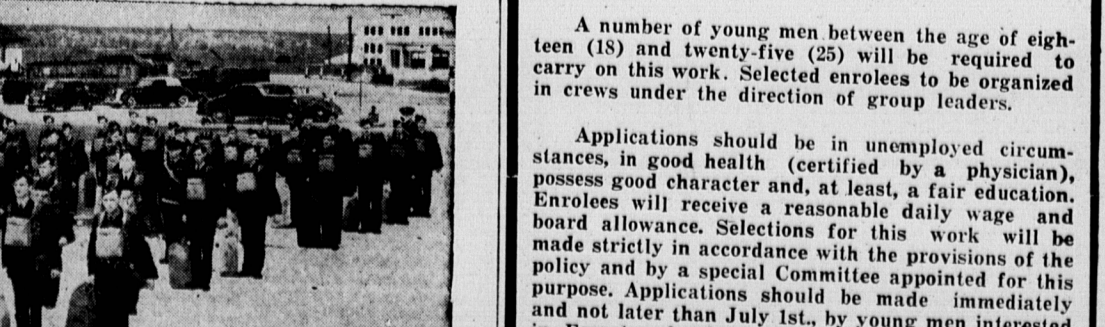 A number of young men between the age of eigh-
teen (18) and twenty-five (25) will be required to
carry on this work. Selected enrolees to be organized
in crews under the direction of group leaders.
Applications should be in unemployed circum-
stances, in good health (certified by a physician),
possess good character and, at least, a fair education.
Enrolees will receive a reasonable daily wage and
board allowance. Selections for this work will be
made strictly in accordance with the provisions of the
policy and by a special Committee appointed for this
purpose. Applications should be made immediately
and not later than July 1st., by young men interested